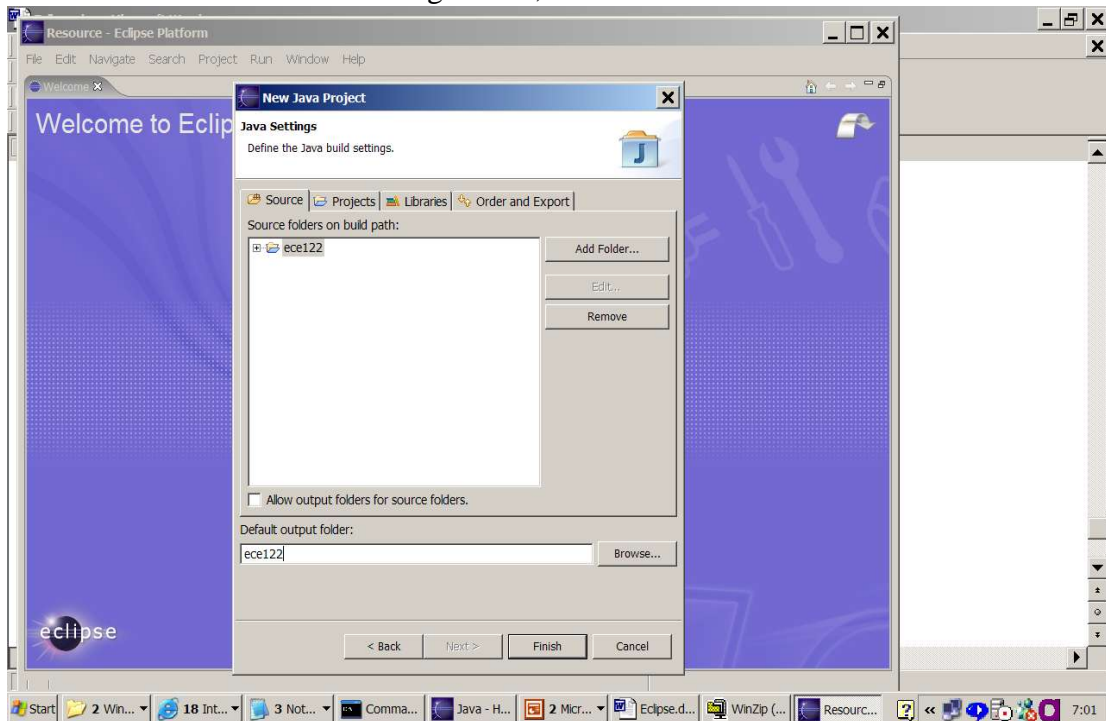 Resource - Eclipse Platform
File Edit Navigate Search Project Run Window Help
Welcome
Welcome to Eclip
New Java Project
Java Settings
Define the Java build settings.
J
Source Projects Libraries Order and Export
Source folders on build path:
ece122
Add Folder...
Edit...
Remove
Allow output folders for source folders.
Default output folder:
ece122
Browse...
< Back Next > Finish Cancel
eclipse
Start 2 Win... 18 Int... 3 Not... Comma... Java - H... 2 Micr... Eclipse.d... WinZip (... Resourc... « 7:01